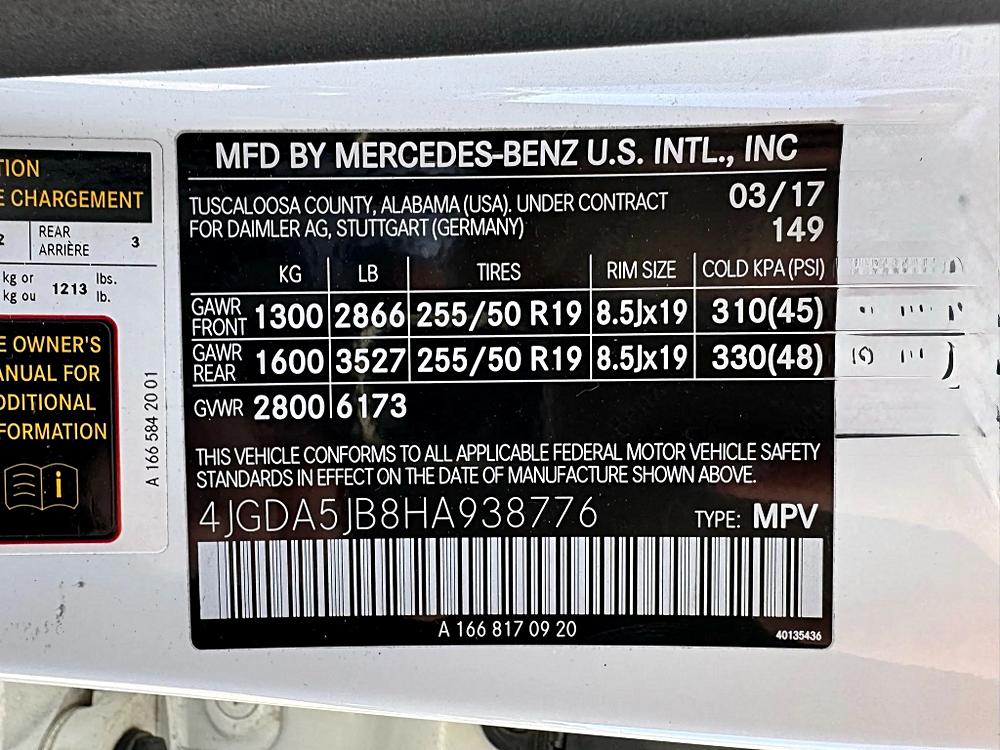 TION
E CHARGEMENT
2 REAR ARRIÈRE 3
kg or
kg ou 1213 lbs.
lb.
E OWNER'S
ANUAL FOR
DDITIONAL
FORMATION
i
A 166 584 20 01
MFD BY MERCEDES-BENZ U.S. INTL., INC
TUSCALOOSA COUNTY, ALABAMA (USA). UNDER CONTRACT 03/17
FOR DAIMLER AG, STUTTGART (GERMANY) 149
KG LB TIRES RIM SIZE COLD KPA(PSI)
GAWR FRONT 1300 2866 255/50 R19 8.5Jx19 310(45)
GAWR REAR 1600 3527 255/50 R19 8.5Jx19 330(48)
GVWR 2800 6173
THIS VEHICLE CONFORMS TO ALL APPLICABLE FEDERAL MOTOR VEHICLE SAFETY
STANDARDS IN EFFECT ON THE DATE OF MANUFACTURE SHOWN ABOVE.
4JGDA5JB8HA938776 TYPE: MPV
A 166 817 09 20 40135436